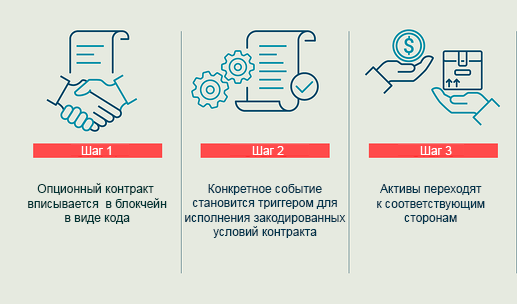 $
Шаг 1
Опционный контракт
вписывается в блокчейн
в виде кода
Шаг 2
Конкретное событие
становится триггером для
исполнения закодированных
условий контракта
Шаг 3
Активы переходят
к соответствующим
сторонам